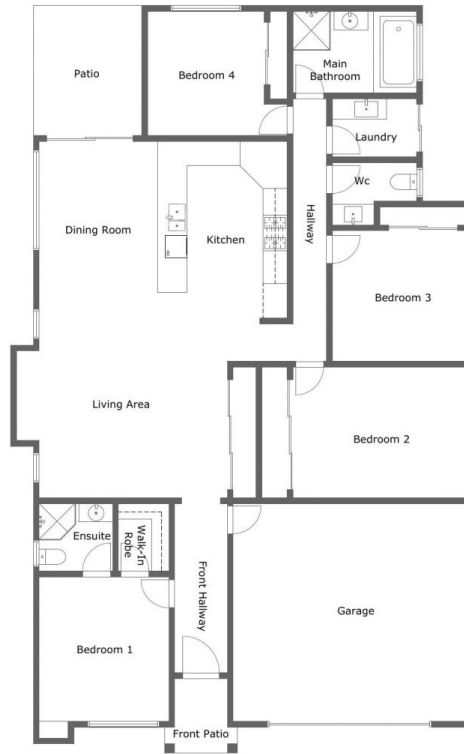 Main
Bathroom
Patio
Bedroom 4
Laundry
Wc
Hallway
Dining Room
Kitchen
Bedroom 3
Living Area
Bedroom 2
Ensuite
Walk-In
Robe
Front Hallway
Garage
Bedroom 1
Front Patio